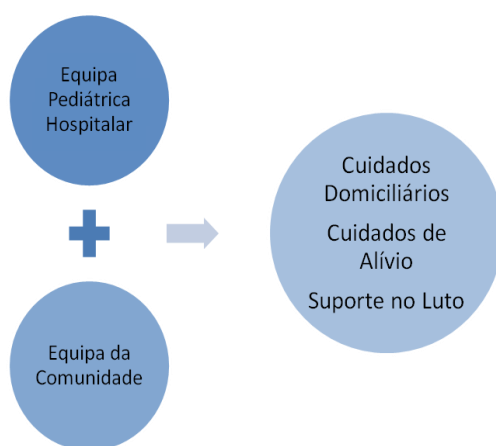 Equipa
Pediátrica
Hospitalar
Equipa da
Comunidade
Cuidados
Domiciliários
Cuidados de
Alívio
Suporte no Luto